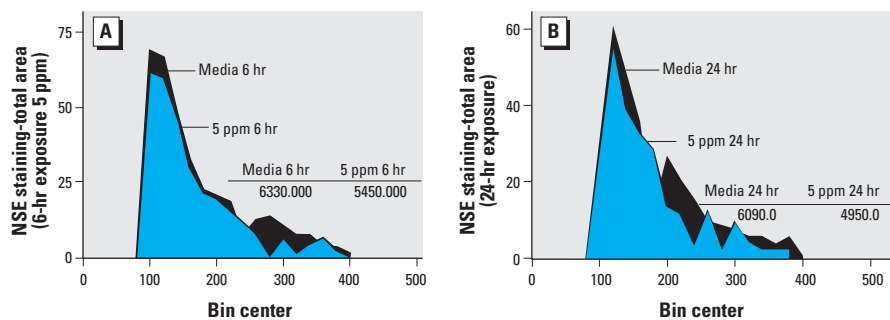 A
NSE staining-total area
(6-hr exposure 5 ppm)
75
50
25
0
Media 6 hr
5 ppm 6 hr
Media 6 hr 5 ppm 6 hr
6330.000 5450.000
0 100 200 300 400 500
Bin center
B
NSE staining-total area
(24-hr exposure)
60
40
20
0
Media 24 hr
5 ppm 24 hr
Media 24 hr 5 ppm 24 hr
6090.0 4950.0
0 100 200 300 400 500
Bin center